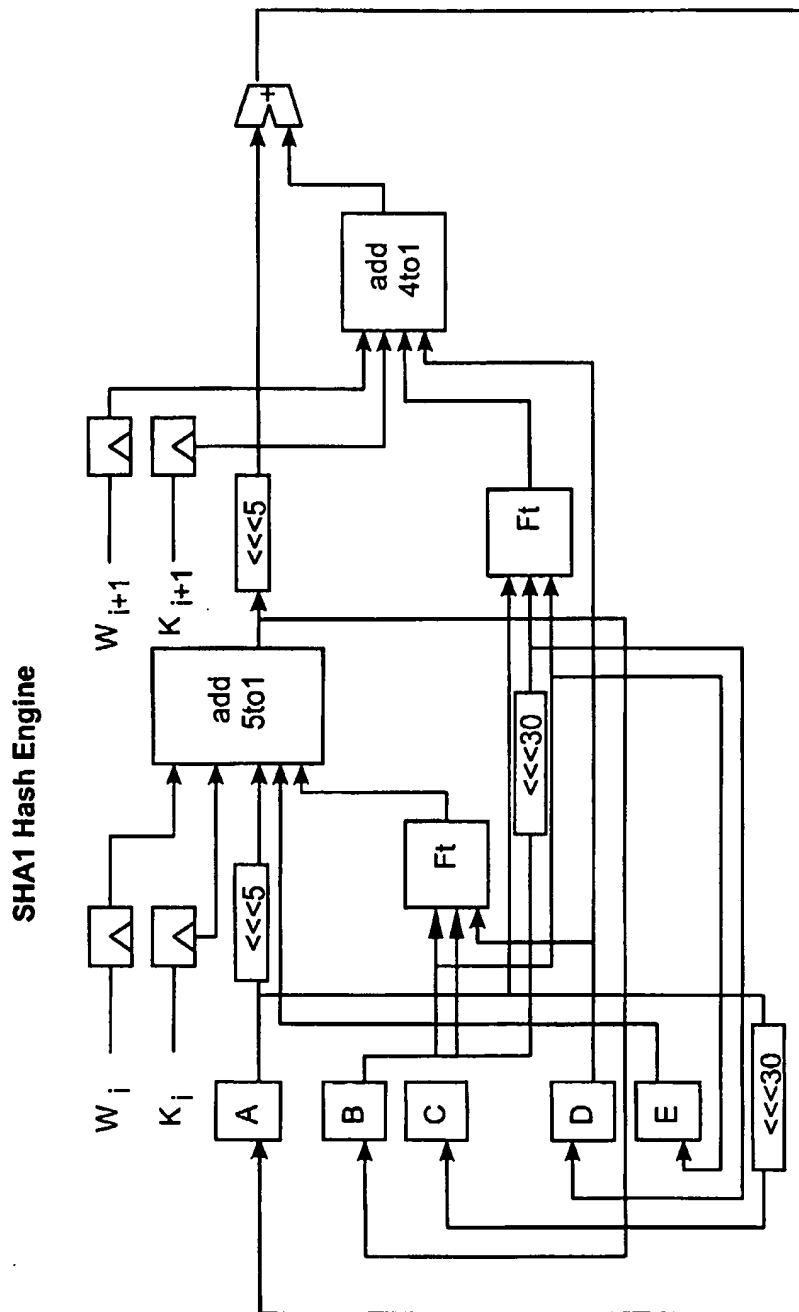 SHA1 Hash Engine
W i
K i
W i+1
K i+1
A
<<<5
add
5to1
<<<5
+
B
C
Ft
add
4to1
D
E
<<<30
Ft
<<<30